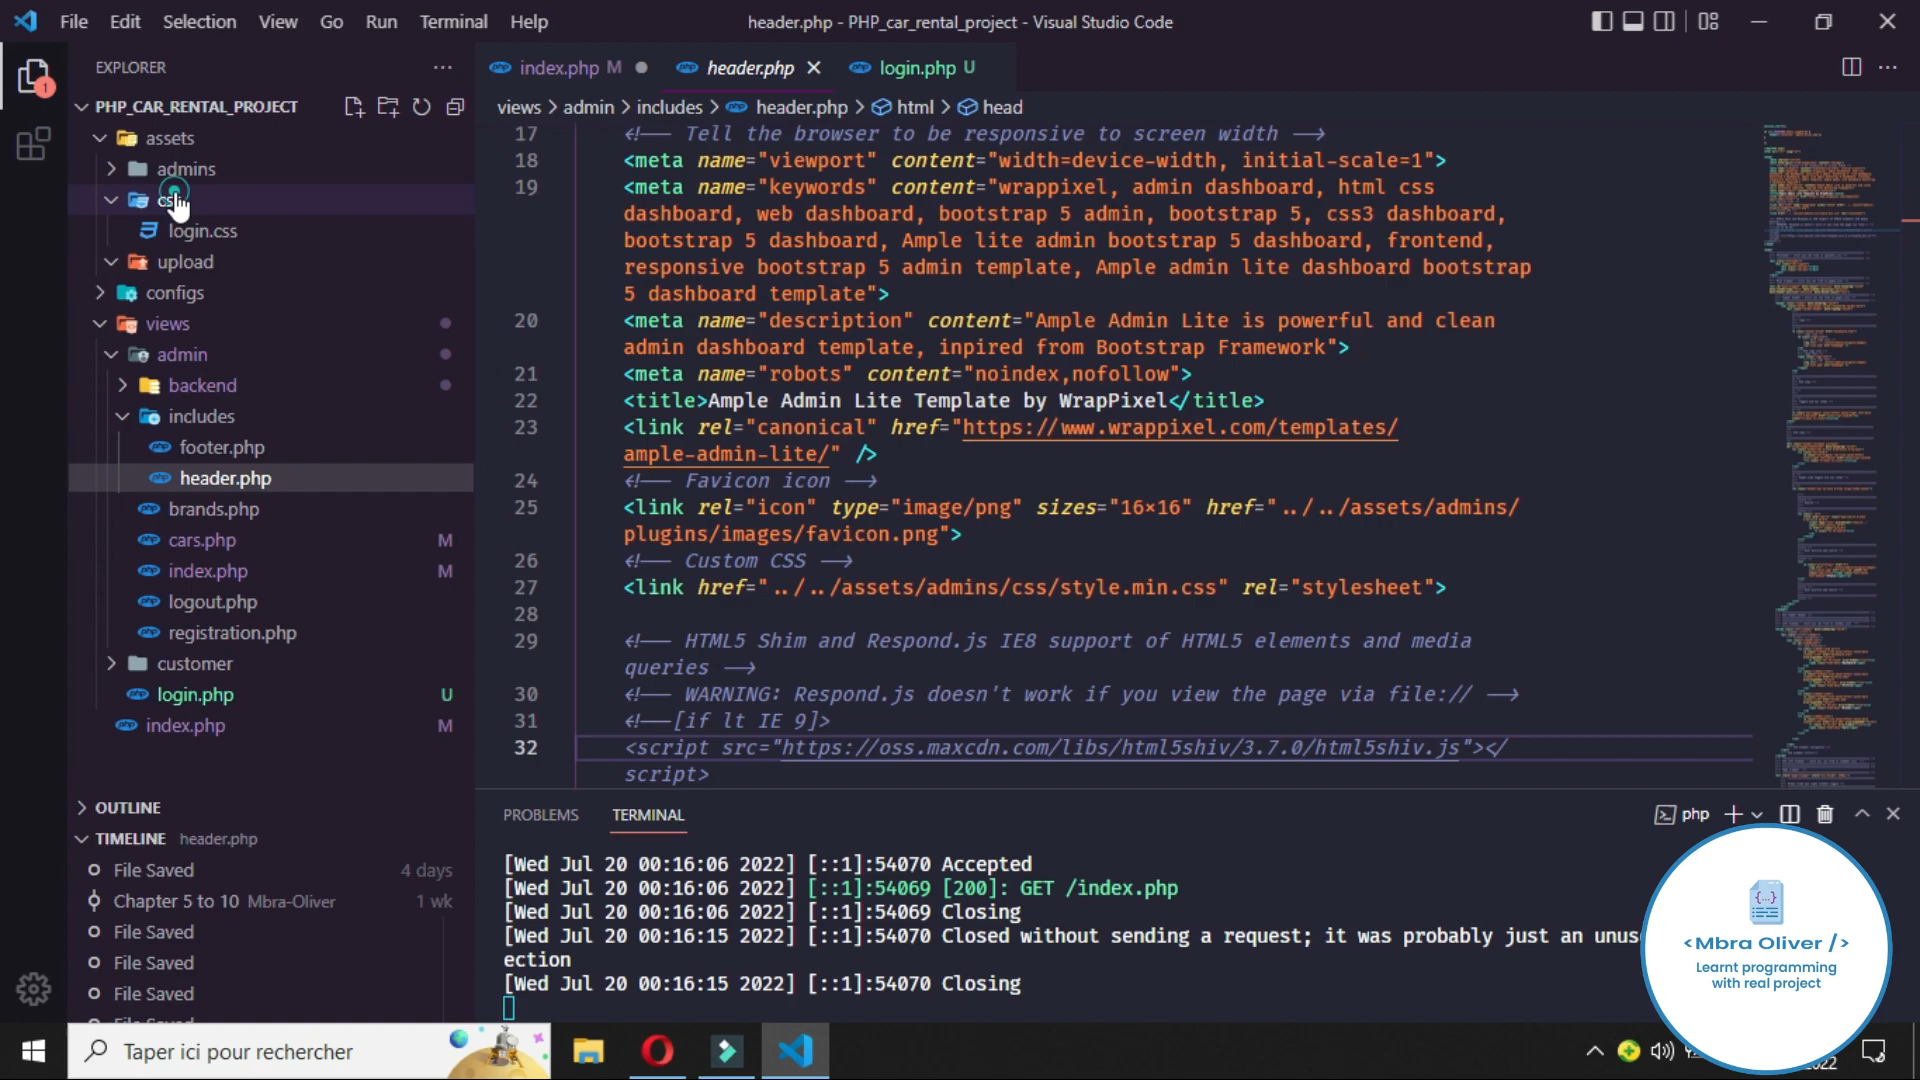 File Edit Selection View Go Run Terminal Help
header.php - PHP_car_rental_project - Visual Studio Code
EXPLORER
1
PHP_CAR_RENTAL_PROJECT
assets
admins
login.css
upload
configs
views
admin
backend
includes
footer.php
header.php
brands.php
cars.php M
index.php M
logout.php
registration.php
customer
login.php U
index.php M
OUTLINE
TIMELINE header.php
File Saved 4 days
Chapter 5 to 10 Mbra-Oliver 1 wk
File Saved
File Saved
File Saved
index.php M
header.php
login.php U
views > admin > includes > header.php > html > head
17 <!-- Tell the browser to be responsive to screen width -->
18 <meta name="viewport" content="width=device-width, initial-scale=1">
19 <meta name="keywords" content="wrappixel, admin dashboard, html css
dashboard, web dashboard, bootstrap 5 admin, bootstrap 5, css3 dashboard,
bootstrap 5 dashboard, Ample lite admin bootstrap 5 dashboard, frontend,
responsive bootstrap 5 admin template, Ample admin lite dashboard bootstrap
5 dashboard template">
20 <meta name="description" content="Ample Admin Lite is powerful and clean
admin dashboard template, inpired from Bootstrap Framework">
21 <meta name="robots" content="noindex,nofollow">
22 <title>Ample Admin Lite Template by WrapPixel</title>
23 <link rel="canonical" href="https://www.wrappixel.com/templates/
ample-admin-lite/" />
24 <!-- Favicon icon -->
25 <link rel="icon" type="image/png" sizes="16x16" href="../../assets/admins/
plugins/images/favicon.png">
26 <!-- Custom CSS -->
27 <link href="../../assets/admins/css/style.min.css" rel="stylesheet">
28
29 <!-- HTML5 Shim and Respond.js IE8 support of HTML5 elements and media
queries -->
30 <!-- WARNING: Respond.js doesn't work if you view the page via file:// -->
31 <!--[if lt IE 9]>
32 <script src="https://oss.maxcdn.com/libs/html5shiv/3.7.0/html5shiv.js"></
script>
PROBLEMS TERMINAL
php
[Wed Jul 20 00:16:06 2022] [::1]:54070 Accepted
[Wed Jul 20 00:16:06 2022] [::1]:54069 [200]: GET /index.php
[Wed Jul 20 00:16:06 2022] [::1]:54069 Closing
[Wed Jul 20 00:16:15 2022] [::1]:54070 Closed without sending a request; it was probably just an
ection
[Wed Jul 20 00:16:15 2022] [::1]:54070 Closing
{...}
<Mbra Oliver />
Learnt programming
with real project
Taper ici pour rechercher